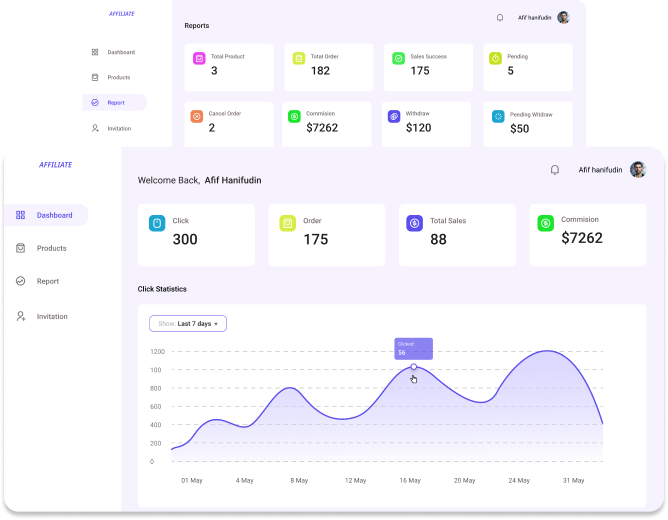 AFFILIATE
Dashboard
Products
Report
Invitation
Reports
Afif hanifudin
Total Product
3
Total Order
182
Sales Success
175
Pending
5
Cancel Order
2
Commision
$7262
Withdraw
$120
Pending Witdraw
$50
AFFILIATE
Dashboard
Products
Report
Invitation
Welcome Back, Afif Hanifudin
Afif hanifudin
Click
300
Order
175
Total Sales
88
Commision
$7262
Click Statistics
Show: Last 7 days
Clicked
56
1200
100
800
600
400
200
0
01 May
4 May
8 May
12 May
16 May
20 May
24 May
31 May